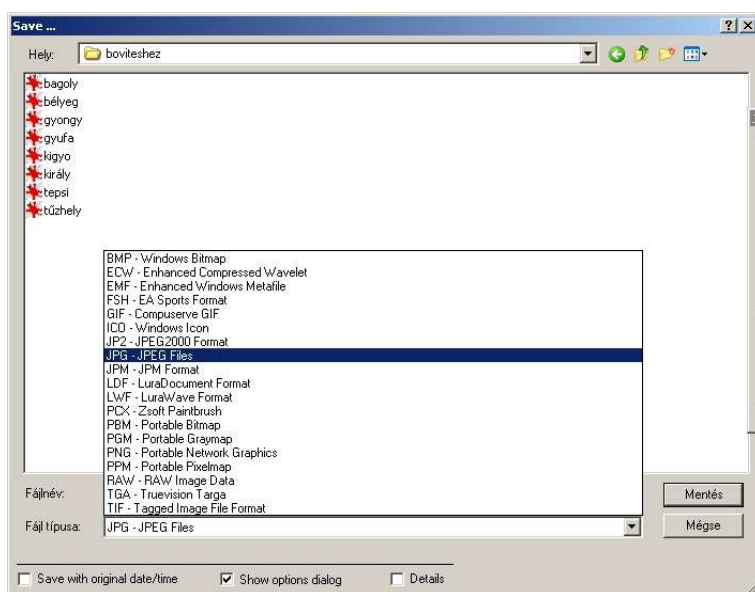 Save ...
Hely:
boviteshez
bagoly
bélyeg
gyongy
gyufa
kigyo
király
tepsi
tűzhely
BMP - Windows Bitmap
ECW - Enhanced Compressed Wavelet
EMF - Enhanced Windows Metafile
FSH - EA Sports Format
GIF - Compuserve GIF
ICO - Windows Icon
JP2 - JPEG2000 Format
JPG - JPEG Files
JPM - JPM Format
LDF - LuraDocument Format
LWF - LuraWave Format
PCX - Zsoft Paintbrush
PBM - Portable Bitmap
PGM - Portable Graymap
PNG - Portable Network Graphics
PPM - Portable Pixelmap
RAW - RAW Image Data
TGA - Truevision Targa
TIF - Tagged Image File Format
Fájlnév:
Mentés
Fájl típusa:
JPG - JPEG Files
Mégse
Save with original date/time
Show options dialog
Details